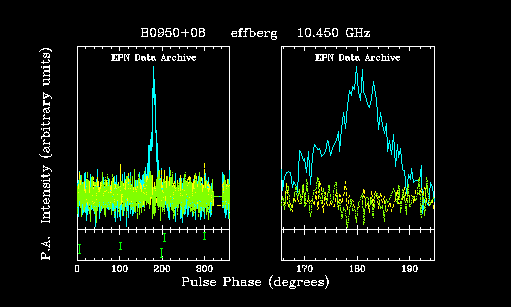 B0950+08 effberg 10.450 GHz
EPN Data Archive EPN Data Archive
P.A. Intensity (arbitrary units)
0 100 200 300 170 180 190
Pulse Phase (degrees)